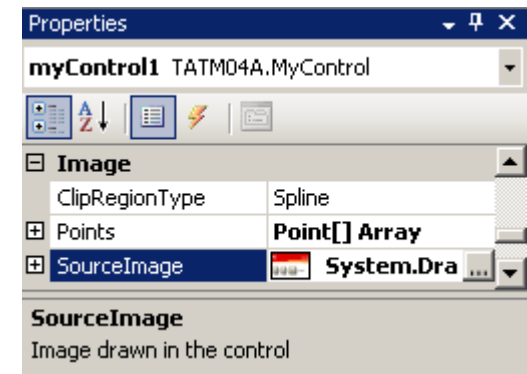 Properties
myControl1 TATM04A.MyControl
Image
ClipRegionType Spline
Points Point[] Array
SourceImage System.Dra ...
SourceImage
Image drawn in the control